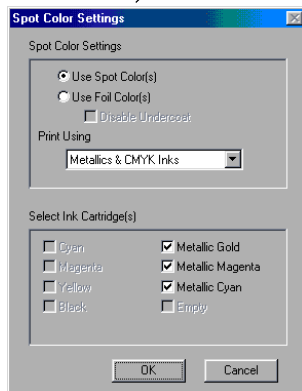 Spot Color Settings
Spot Color Settings
Use Spot Color(s)
Use Foil Color(s)
Disable Undercoat
Print Using
Metallics & CMYK Inks
Select Ink Cartridge(s)
Cyan Metallic Gold
Magenta Metallic Magenta
Yellow Metallic Cyan
Black Empty
OK Cancel